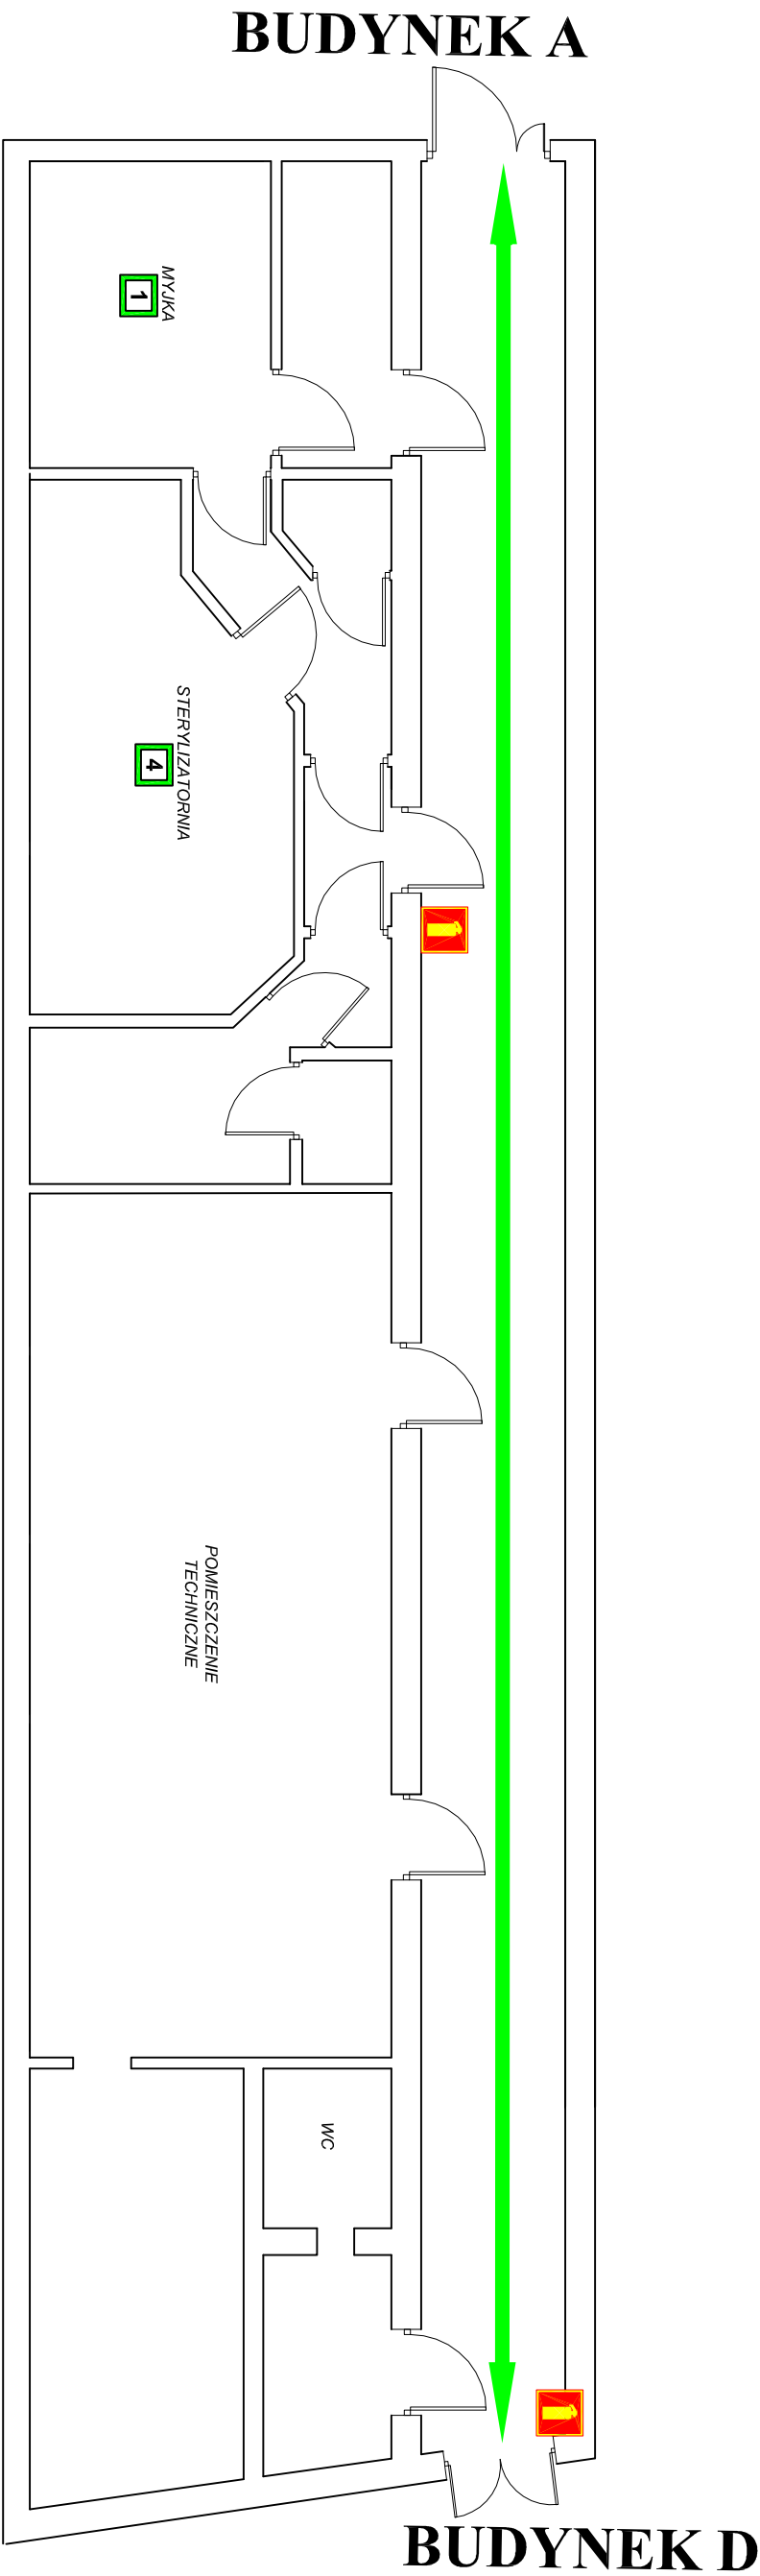 BUDYNEK A
MYJKA
1
STERYLIZATORNIA
4
POMIESZCZENIE
TECHNICZNE
WC
BUDYNEK D